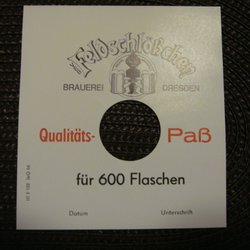 Feldschlößchen
BRAUEREI DRESDEN
Qualitäts- Paß
für 600 Flaschen
Datum Unterschrift